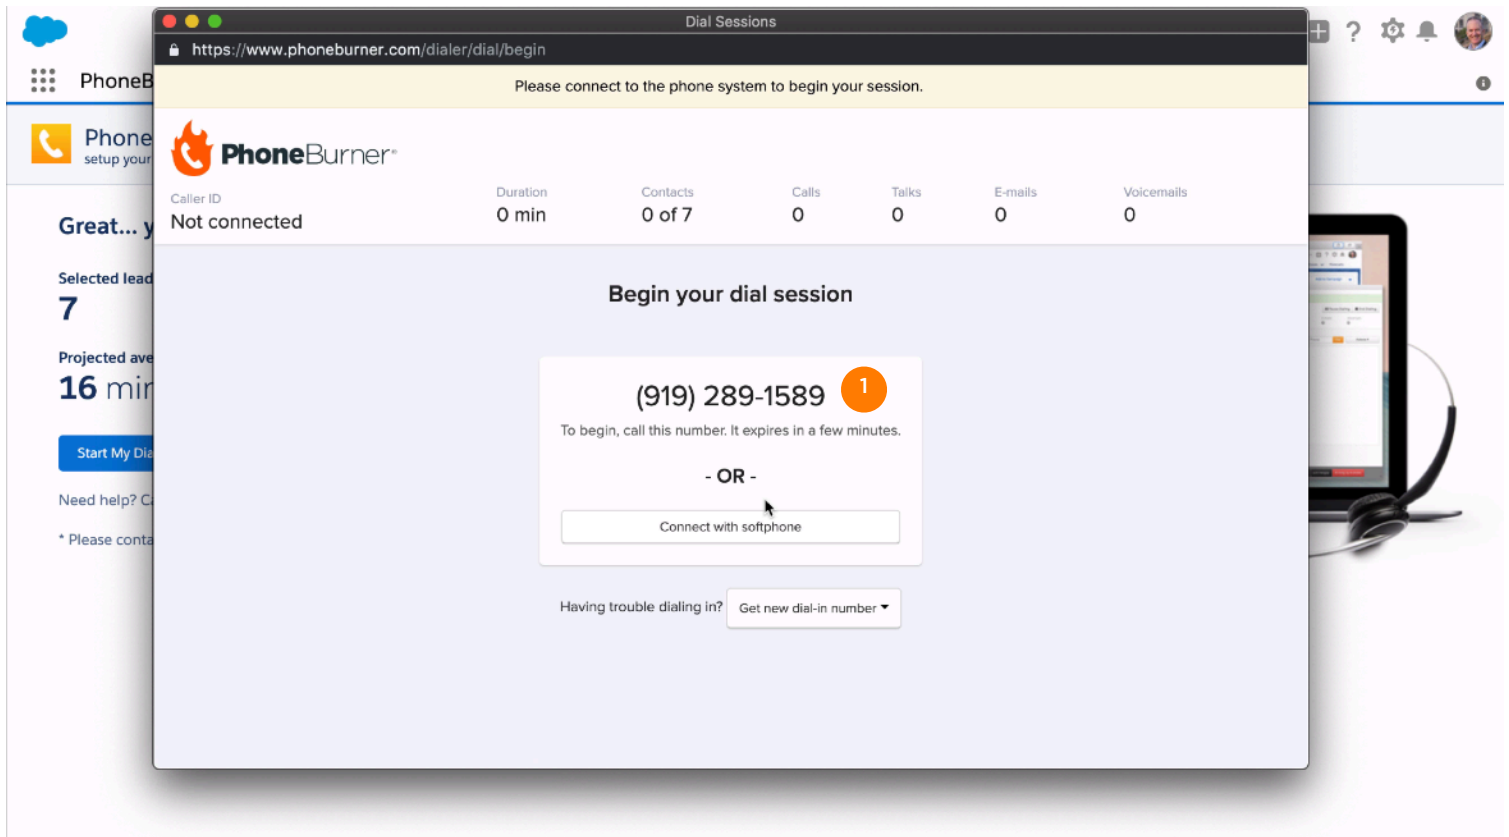 Dial Sessions
https://www.phoneburner.com/dialer/dial/begin
Please connect to the phone system to begin your session.
PhoneB
Phone
setup your
PhoneBurner
Caller ID
Not connected
Duration
0 min
Contacts
0 of 7
Calls
0
Talks
0
E-mails
0
Voicemails
0
Great... y
Selected lead
7
Projected ave
16 min
Start My Dia
Need help? Ca
* Please conta
Begin your dial session
(919) 289-1589
1
To begin, call this number. It expires in a few minutes.
- OR -
Connect with softphone
Having trouble dialing in?
Get new dial-in number